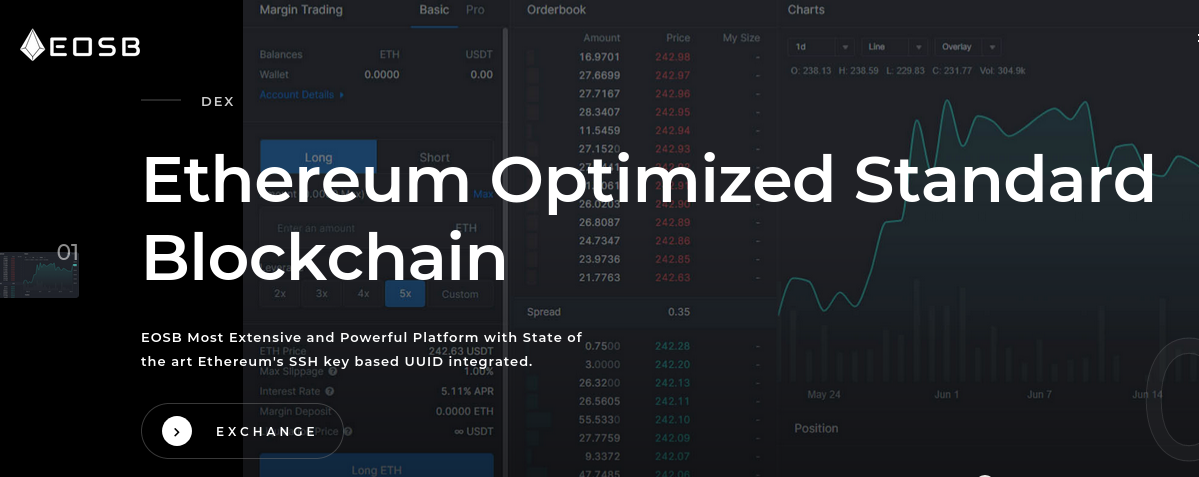 EOSB
DEX
Ethereum Optimized Standard
Blockchain
01
EOSB Most Extensive and Powerful Platform with State of
the art Ethereum's SSH key based UUID integrated.
EXCHANGE
Margin Trading Basic Pro
Balances ETH USDT
Wallet 0.0000 0.00
Account Details
Long Short
Max
Enter an amount ETH
2x 3x 4x 5x Custom
ETH Price 242.63 USDT
Max Slippage 1.00%
Interest Rate 5.11% APR
Margin Deposit 0.0000 ETH
Price ∞ USDT
Long ETH
Orderbook
Amount Price My Size
16.9701 242.98 -
27.6699 242.97 -
27.7167 242.96 -
28.3407 242.95 -
11.5459 242.94 -
27.1520 242.93 -
26.0203 242.90 -
26.8087 242.89 -
24.7347 242.86 -
23.9736 242.85 -
21.7763 242.63 -
Spread 0.35
0.7500 242.28 -
3.0000 242.20 -
26.3200 242.13 -
26.5605 242.11 -
55.5330 242.10 -
27.7759 242.09 -
9.3372 242.07 -
47.7485 242.06 -
Charts
1d Line Overlay
O: 238.13 H: 238.59 L: 229.83 C: 231.77 Vol: 304.9k
May 24 Jun 1 Jun 7 Jun 14
Position